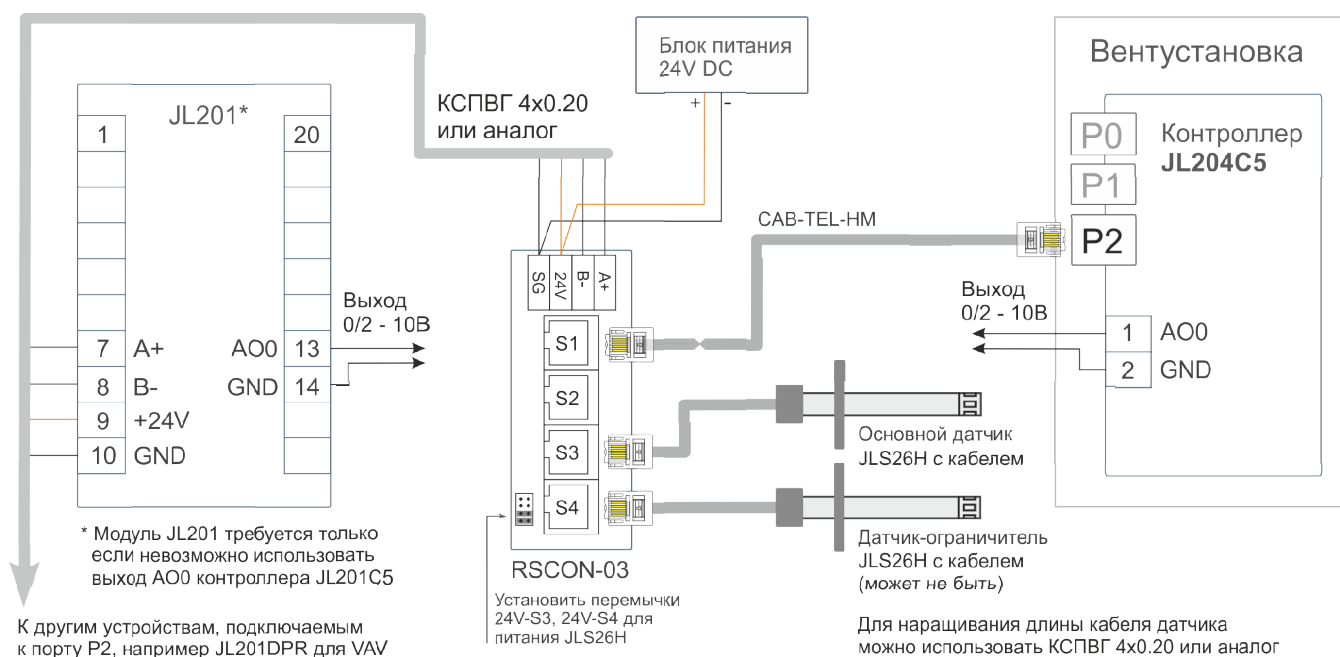 Блок питания
24V DC
+ -
Вентустановка
КСПВГ 4x0.20
или аналог
JL201*
1
20
P0
P1
P2
Контроллер
JL204C5
CAB-TEL-HM
SG
24V
B-
A+
S1
S2
S3
S4
Выход
0/2 - 10В
7 A+
8 B-
9 +24V
10 GND
AO0 13
GND 14
Выход
0/2 - 10В
1 AO0
2 GND
Основной датчик
JLS26H с кабелем
Датчик-ограничитель
JLS26H с кабелем
(может не быть)
* Модуль JL201 требуется только
если невозможно использовать
выход AO0 контроллера JL201C5
RSCON-03
Установить перемычки
24V-S3, 24V-S4 для
питания JLS26H
К другим устройствам, подключаемым
к порту P2, например JL201DPR для VAV
Для наращивания длины кабеля датчика
можно использовать КСПВГ 4x0.20 или аналог